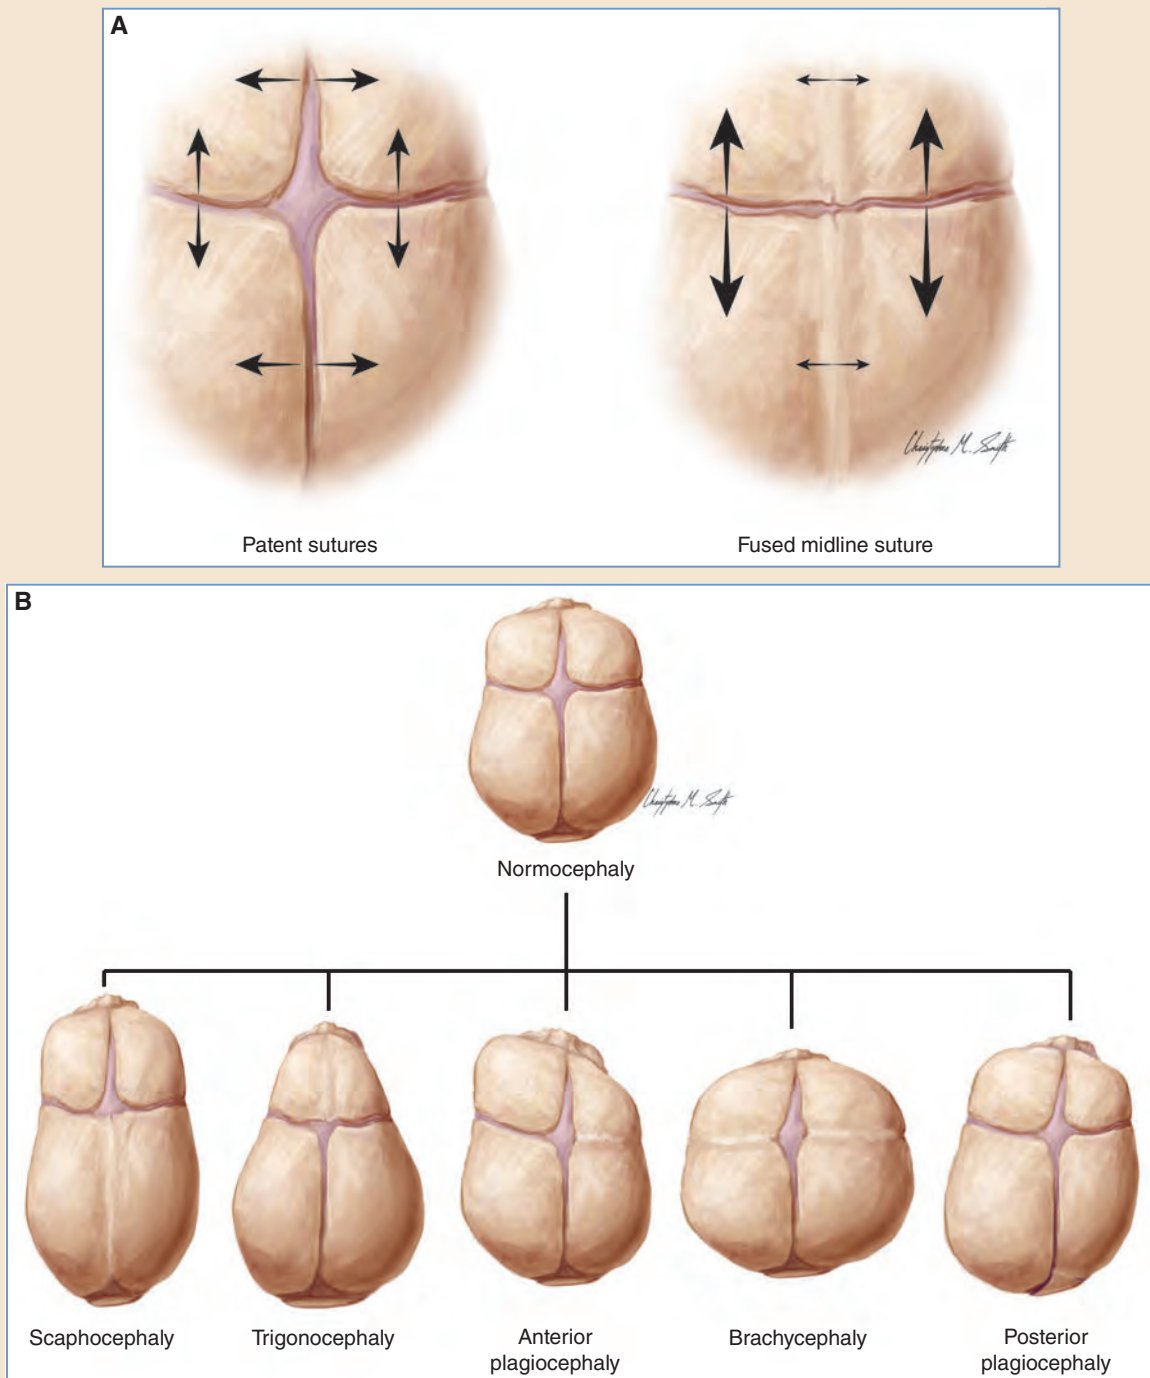 A
Patent sutures
Fused midline suture
B
Normocephaly
Scaphocephaly
Trigonocephaly
Anterior
plagiocephaly
Brachycephaly
Posterior
plagiocephaly